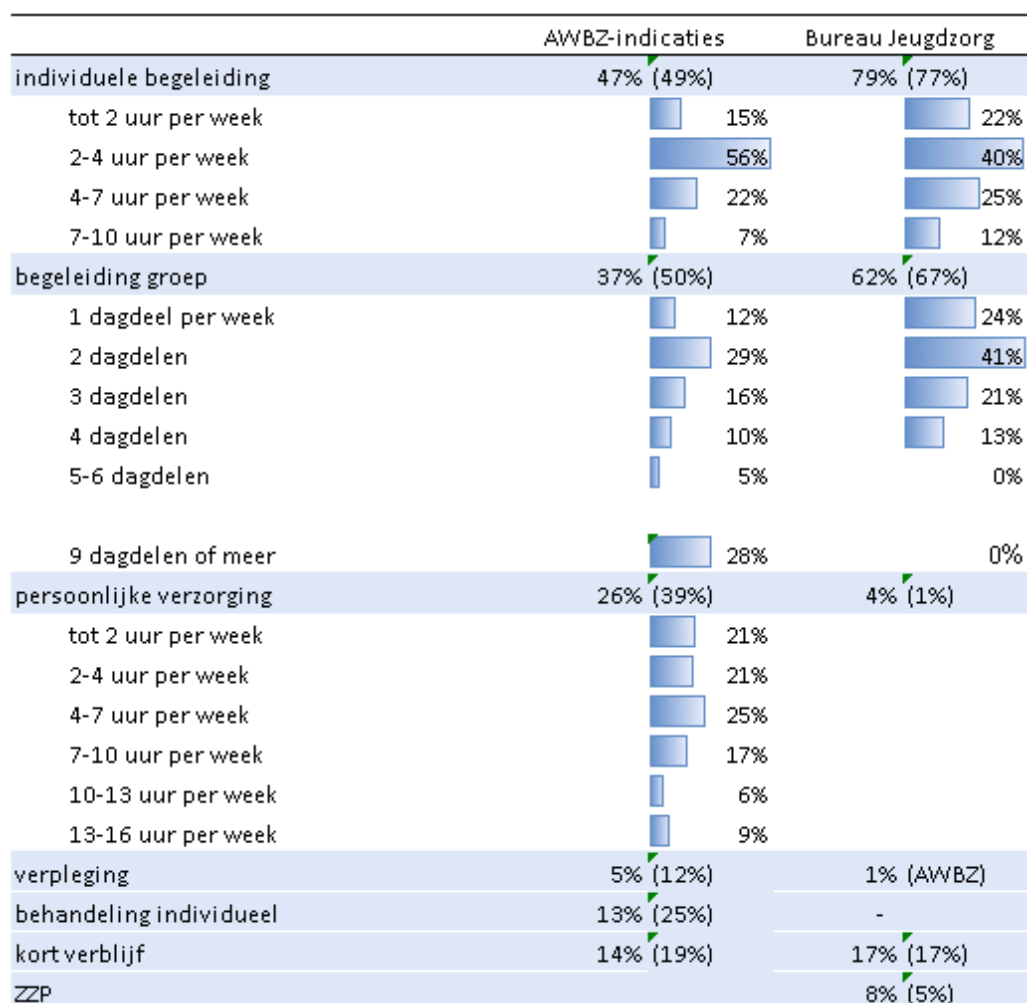 AWBZ-indicaties Bureau Jeugdzorg
individuele begeleiding 47% (49%) 79% (77%)
tot 2 uur per week 15% 22%
2-4 uur per week 56% 40%
4-7 uur per week 22% 25%
7-10 uur per week 7% 12%
begeleiding groep 37% (50%) 62% (67%)
1 dagdeel per week 12% 24%
2 dagdelen 29% 41%
3 dagdelen 16% 21%
4 dagdelen 10% 13%
5-6 dagdelen 5% 0%
9 dagdelen of meer 28% 0%
persoonlijke verzorging 26% (39%) 4% (1%)
tot 2 uur per week 21%
2-4 uur per week 21%
4-7 uur per week 25%
7-10 uur per week 17%
10-13 uur per week 6%
13-16 uur per week 9%
verpleging 5% (12%) 1% (AWBZ)
behandeling individueel 13% (25%) -
kort verblijf 14% (19%) 17% (17%)
ZZP 8% (5%)